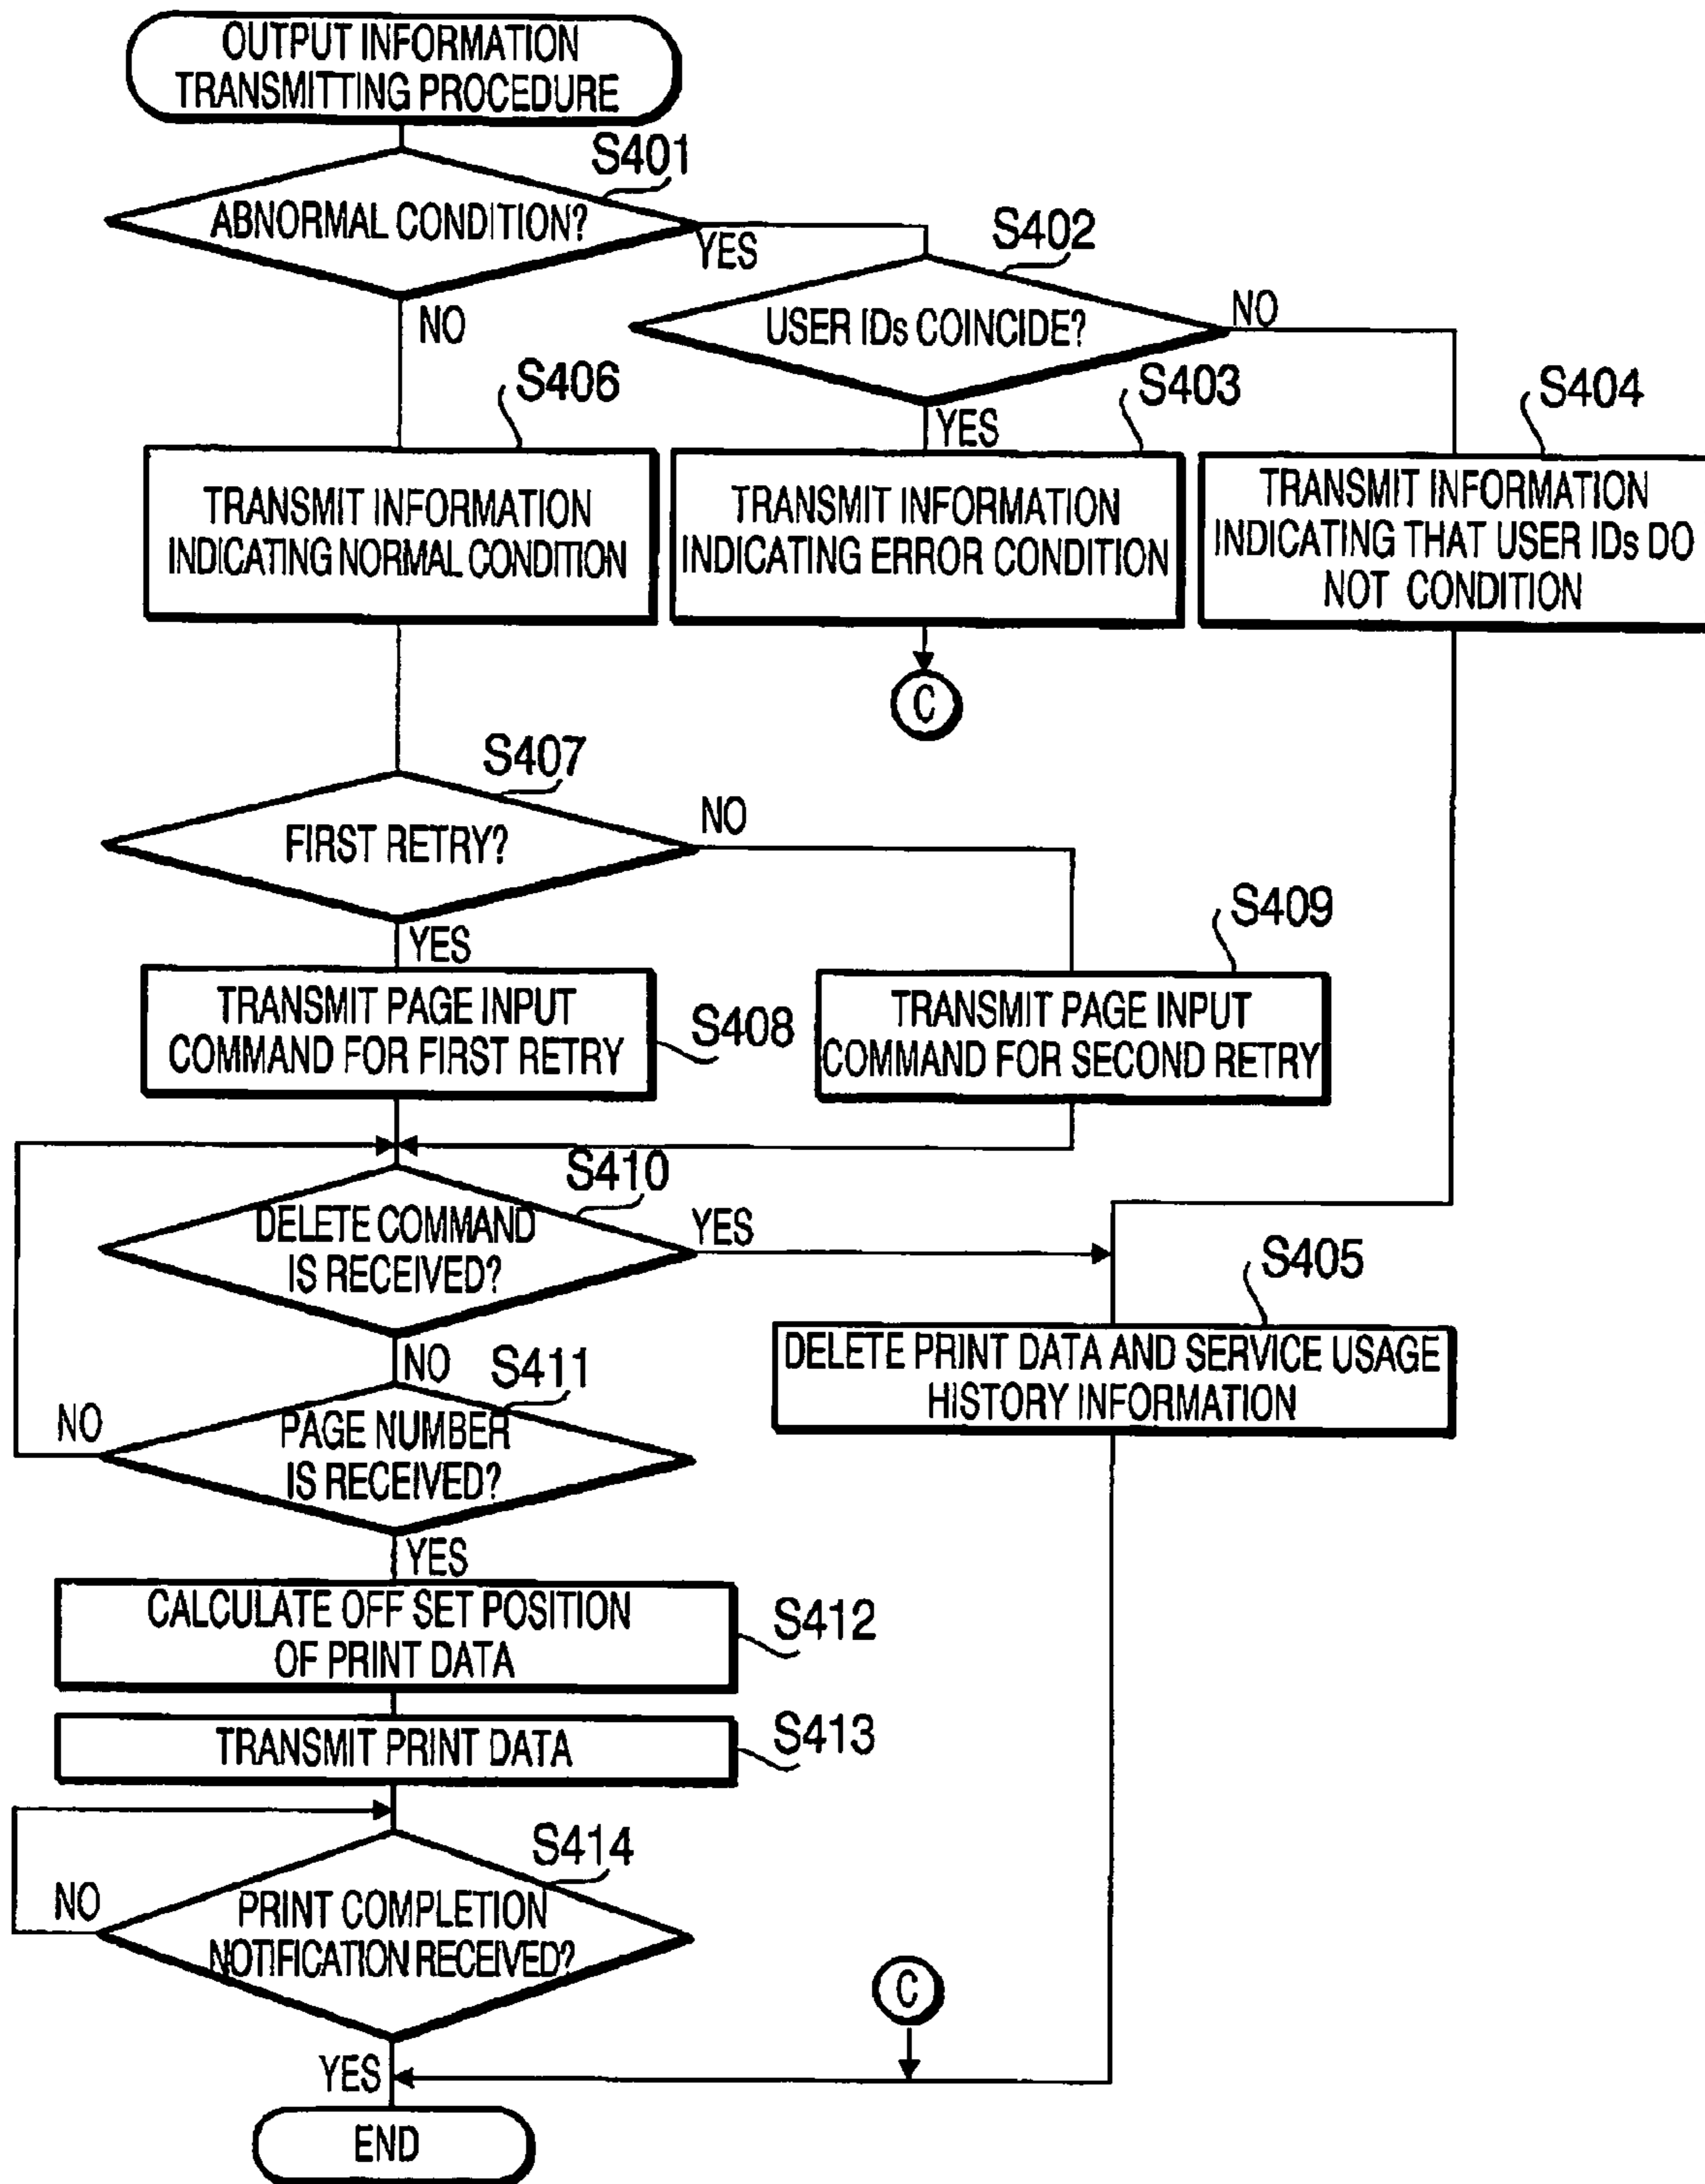 OUTPUT INFORMATION
TRANSMITTING PROCEDURE
S401
ABNORMAL CONDITION?
YES
NO
S402
USER IDs COINCIDE?
NO
YES
S406
TRANSMIT INFORMATION
INDICATING NORMAL CONDITION
S403
TRANSMIT INFORMATION
INDICATING ERROR CONDITION
S404
TRANSMIT INFORMATION
INDICATING THAT USER IDs DO
NOT CONDITION
C
S407
FIRST RETRY?
NO
YES
S408
TRANSMIT PAGE INPUT
COMMAND FOR FIRST RETRY
S409
TRANSMIT PAGE INPUT
COMMAND FOR SECOND RETRY
S410
DELETE COMMAND
IS RECEIVED?
YES
NO
S405
DELETE PRINT DATA AND SERVICE USAGE
HISTORY INFORMATION
S411
PAGE NUMBER
IS RECEIVED?
NO
YES
CALCULATE OFF SET POSITION
OF PRINT DATA
S412
TRANSMIT PRINT DATA
S413
S414
PRINT COMPLETION
NOTIFICATION RECEIVED?
NO
C
YES
END